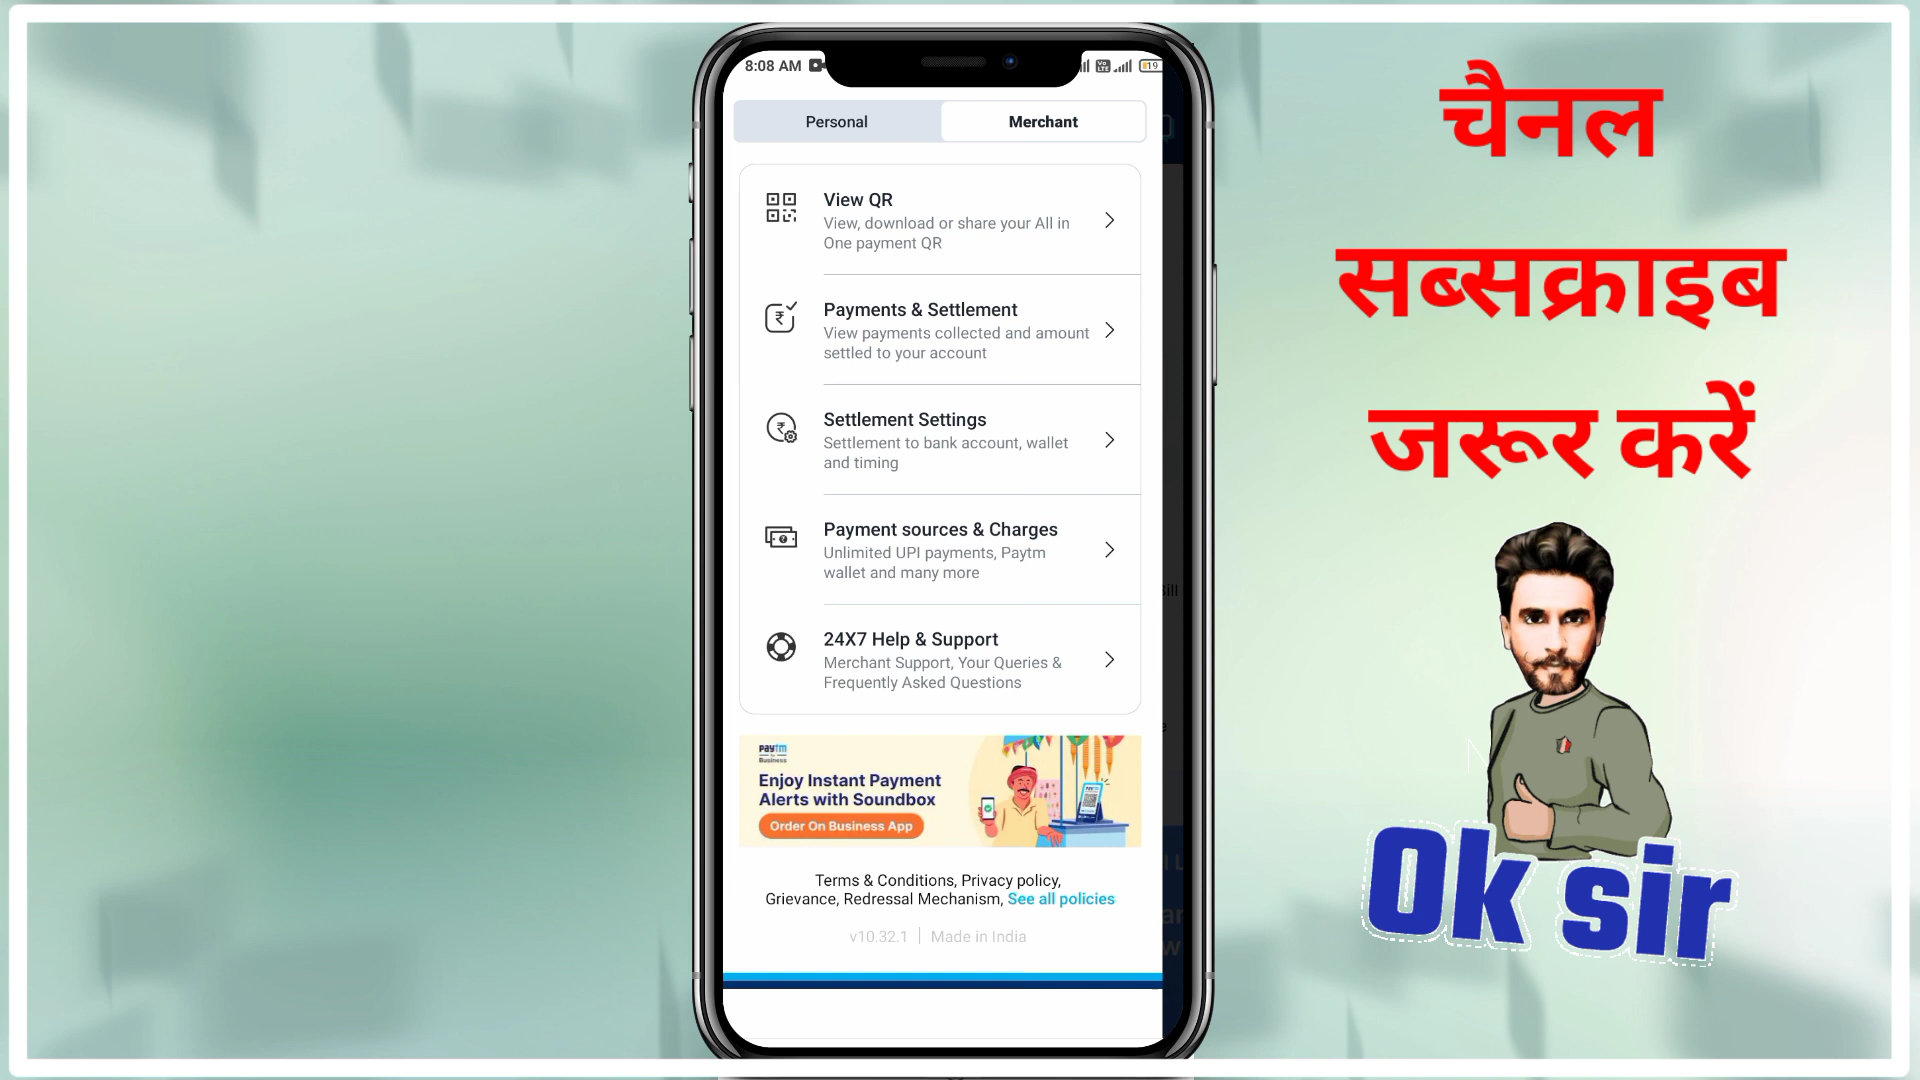 8:08 AM
19
Personal
Merchant
View QR
View, download or share your All in
One payment QR
Payments & Settlement
View payments collected and amount
settled to your account
Settlement Settings
Settlement to bank account, wallet
and timing
Payment sources & Charges
Unlimited UPI payments, Paytm
wallet and many more
24X7 Help & Support
Merchant Support, Your Queries &
Frequently Asked Questions
paytm
for
Business
Enjoy Instant Payment
Alerts with Soundbox
Order On Business App
Terms & Conditions, Privacy policy,
Grievance, Redressal Mechanism, See all policies
v10.32.1 | Made in India
चैनल
सब्सक्राइब
जरूर करें
Ok sir